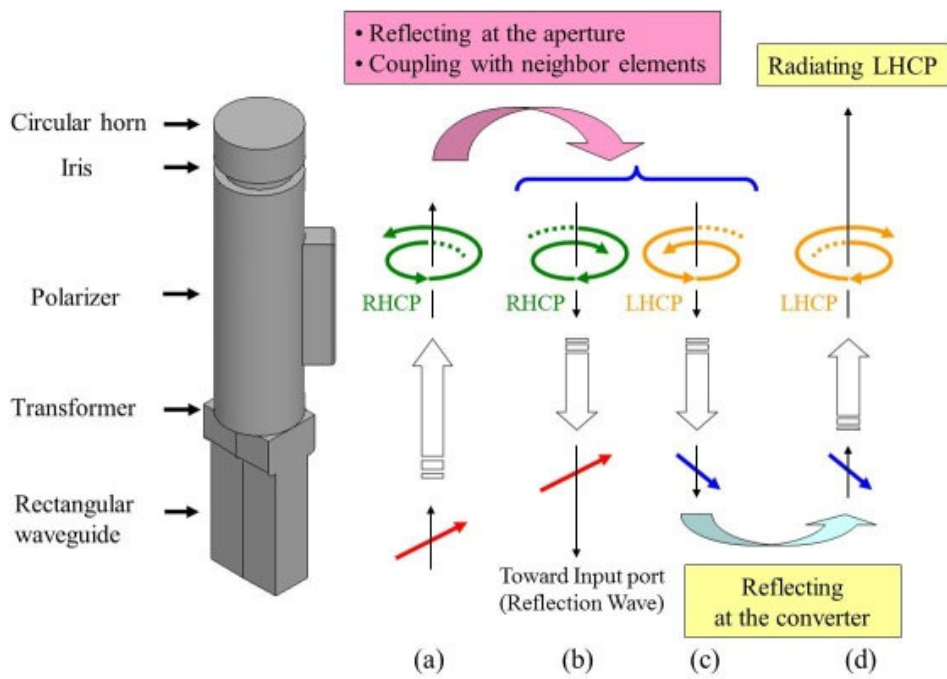 • Reflecting at the aperture
• Coupling with neighbor elements
Radiating LHCP
Circular horn
Iris
Polarizer
Transformer
Rectangular
waveguide
RHCP
RHCP
LHCP
LHCP
Toward Input port
(Reflection Wave)
Reflecting
at the converter
(a)
(b)
(c)
(d)